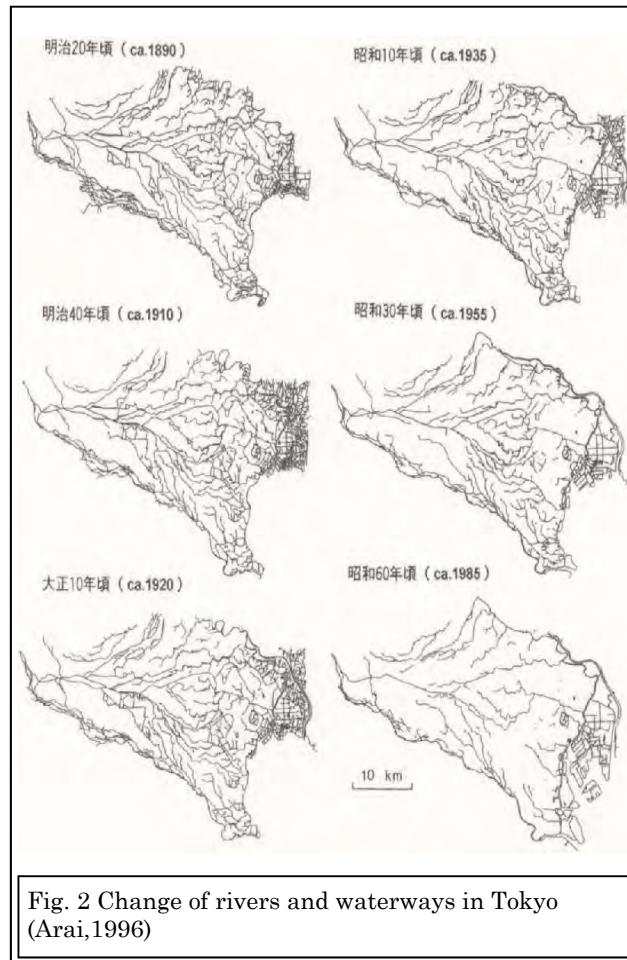 明治20年頃 (ca.1890)
昭和10年頃 (ca.1935)
明治40年頃 (ca.1910)
昭和30年頃 (ca.1955)
大正10年頃 (ca.1920)
昭和60年頃 (ca.1985)
10 km
Fig. 2 Change of rivers and waterways in Tokyo
(Arai,1996)